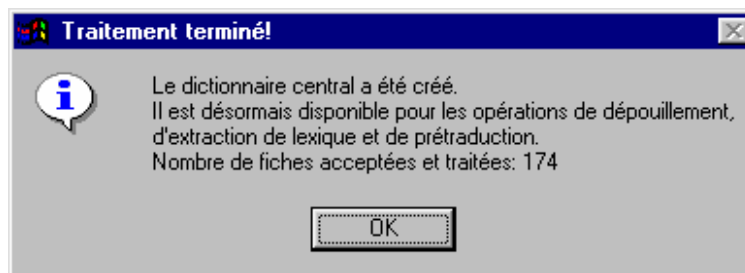 Traitement terminé!
Le dictionnaire central a été créé.
Il est désormais disponible pour les opérations de dépouillement,
d'extraction de lexique et de prétraduction.
Nombre de fiches acceptées et traitées: 174
OK